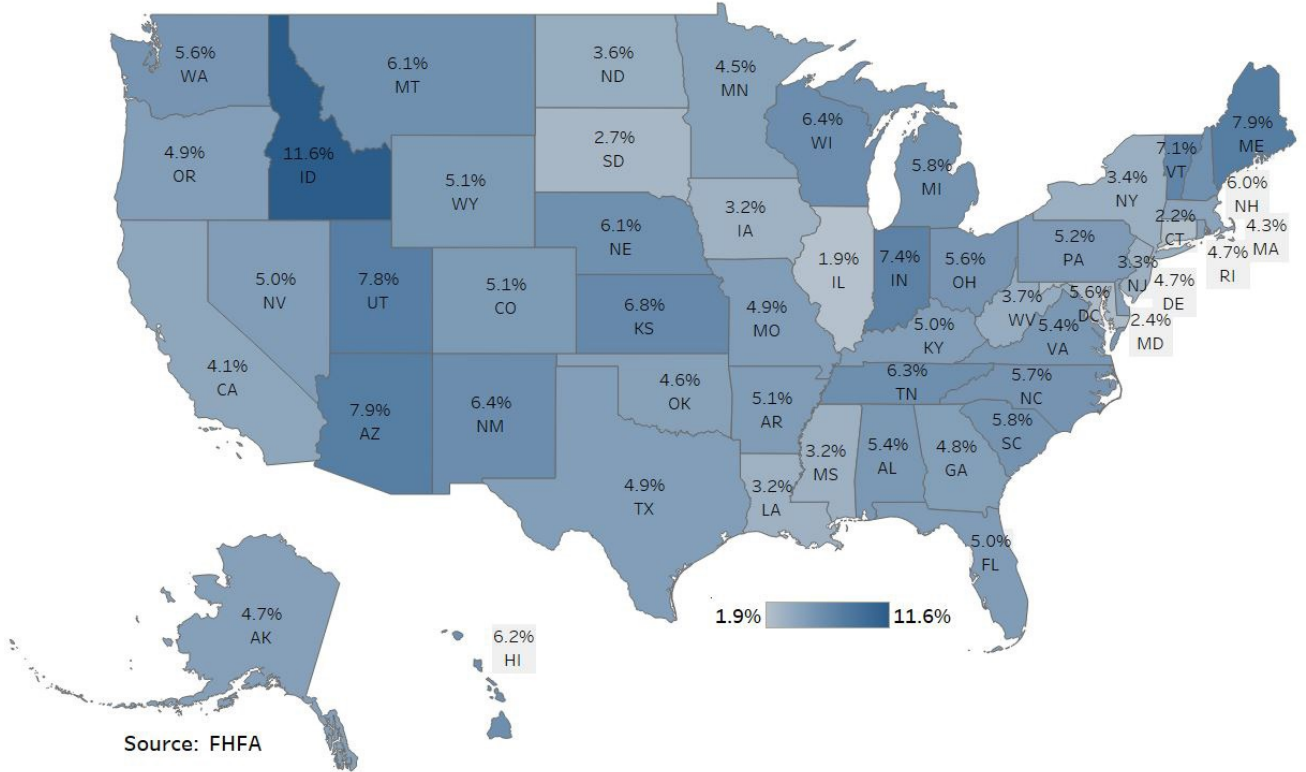 5.6%
WA
6.1%
MT
3.6%
ND
4.5%
MN
6.4%
WI
5.8%
MI
7.9%
ME
7.1%
VT
6.0%
NH
3.4%
NY
4.3%
MA
2.2%
CT
4.7%
RI
4.9%
OR
11.6%
ID
5.1%
WY
2.7%
SD
3.2%
IA
1.9%
IL
7.4%
IN
5.6%
OH
5.2%
PA
3.3%
NJ
4.7%
DE
2.4%
MD
5.6%
DC
3.7%
WV
5.4%
VA
5.0%
NV
7.8%
UT
5.1%
CO
6.1%
NE
6.8%
KS
4.9%
MO
5.0%
KY
4.1%
CA
7.9%
AZ
6.4%
NM
4.6%
OK
5.1%
AR
6.3%
TN
5.7%
NC
5.8%
SC
4.9%
TX
3.2%
LA
3.2%
MS
5.4%
AL
4.8%
GA
5.0%
FL
4.7%
AK
6.2%
HI
1.9% 11.6%
Source: FHFA